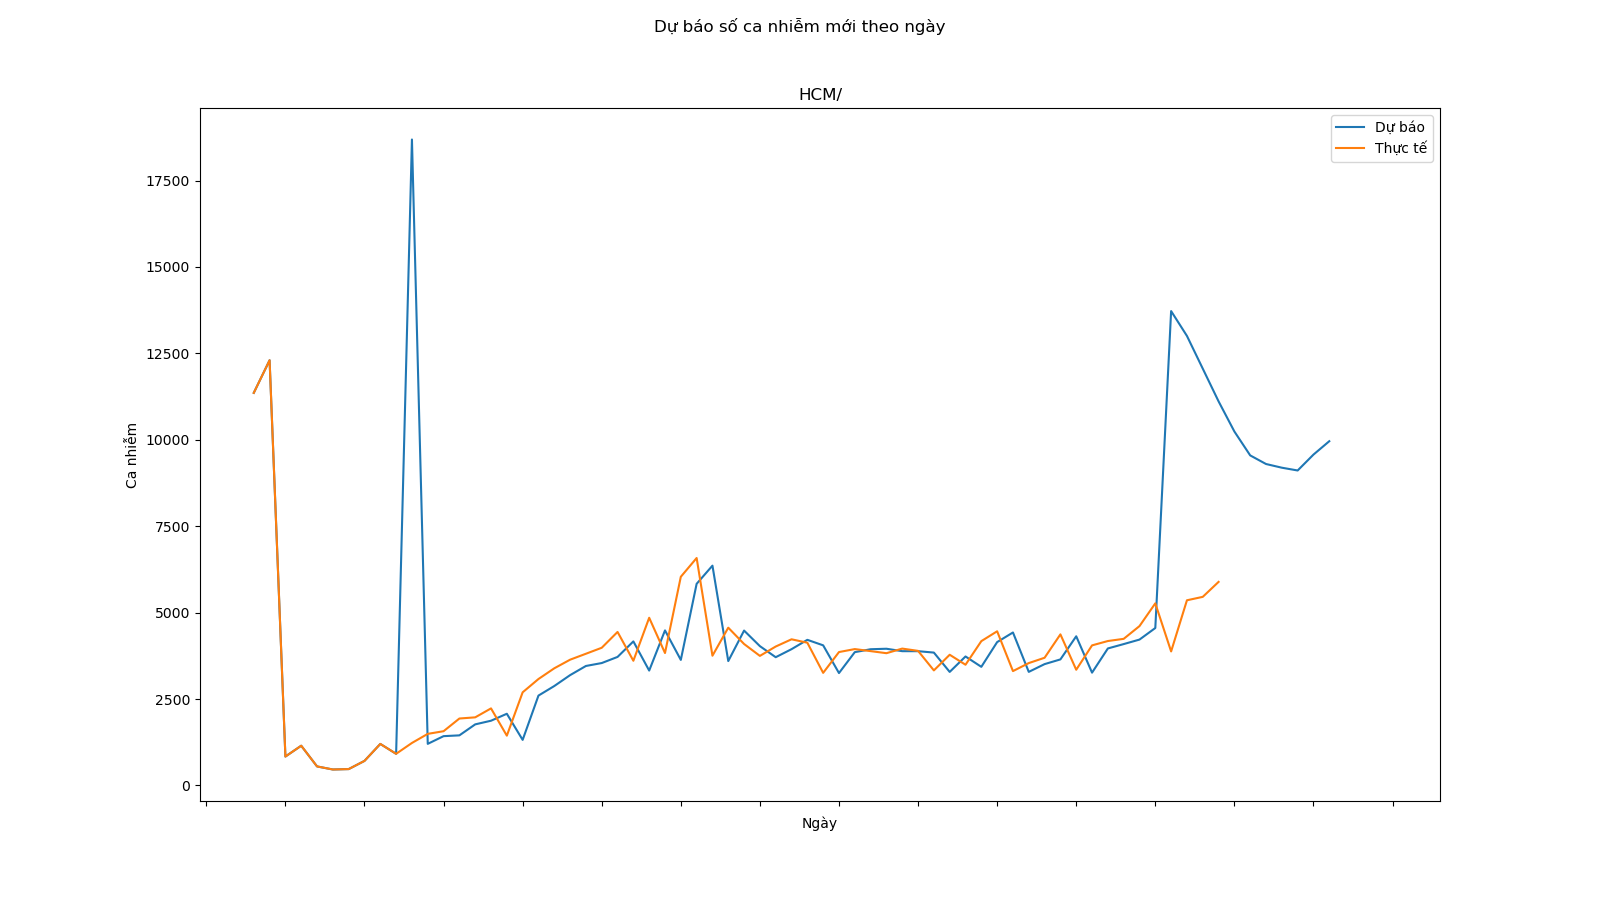 Dự báo số ca nhiễm mới theo ngày
HCM/
Dự báo
Thực tế
17500
15000
12500
10000
7500
5000
2500
0
Ca nhiễm
Ngày